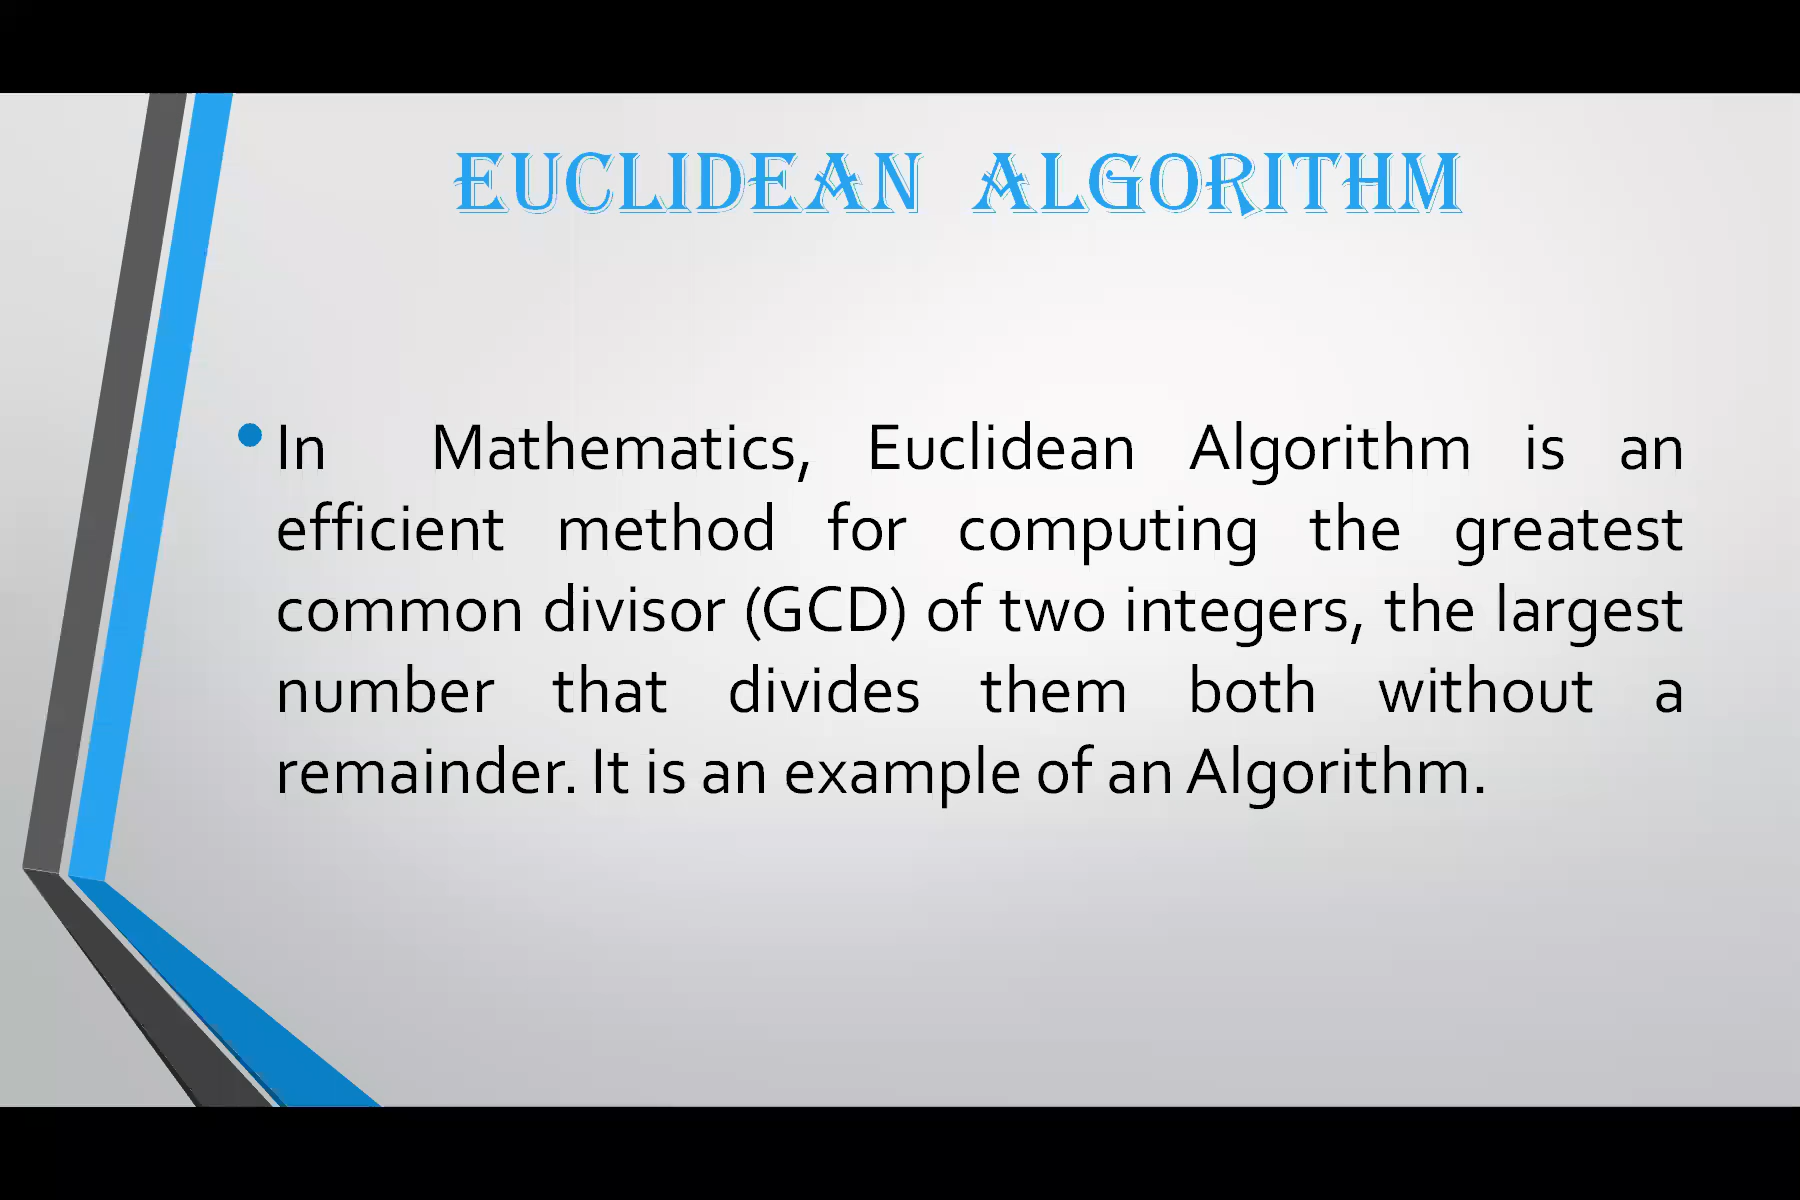 EUCLIDEAN ALGORITHM
• In Mathematics, Euclidean Algorithm is an
efficient method for computing the greatest
common divisor (GCD) of two integers, the largest
number that divides them both without a
remainder. It is an example of an Algorithm.